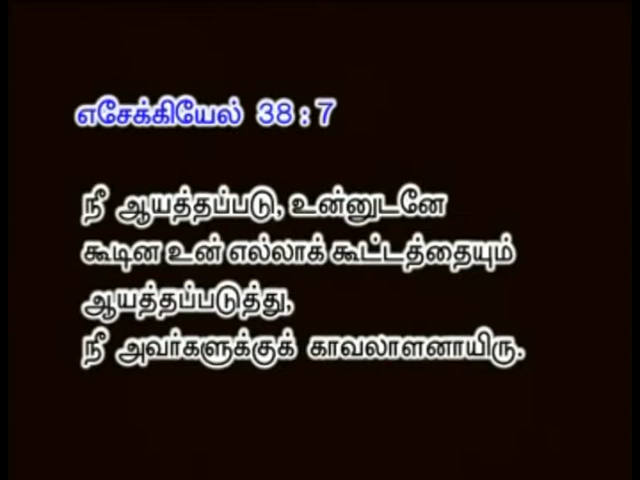 எசேக்கியேல் 38 : 7
நீ ஆயத்தப்படு, உன்னுடனே
கூடின உன் எல்லாக் கூட்டத்தையும்
ஆயத்தப்படுத்து,
நீ அவர்களுக்குக் காவலாளனாயிரு.